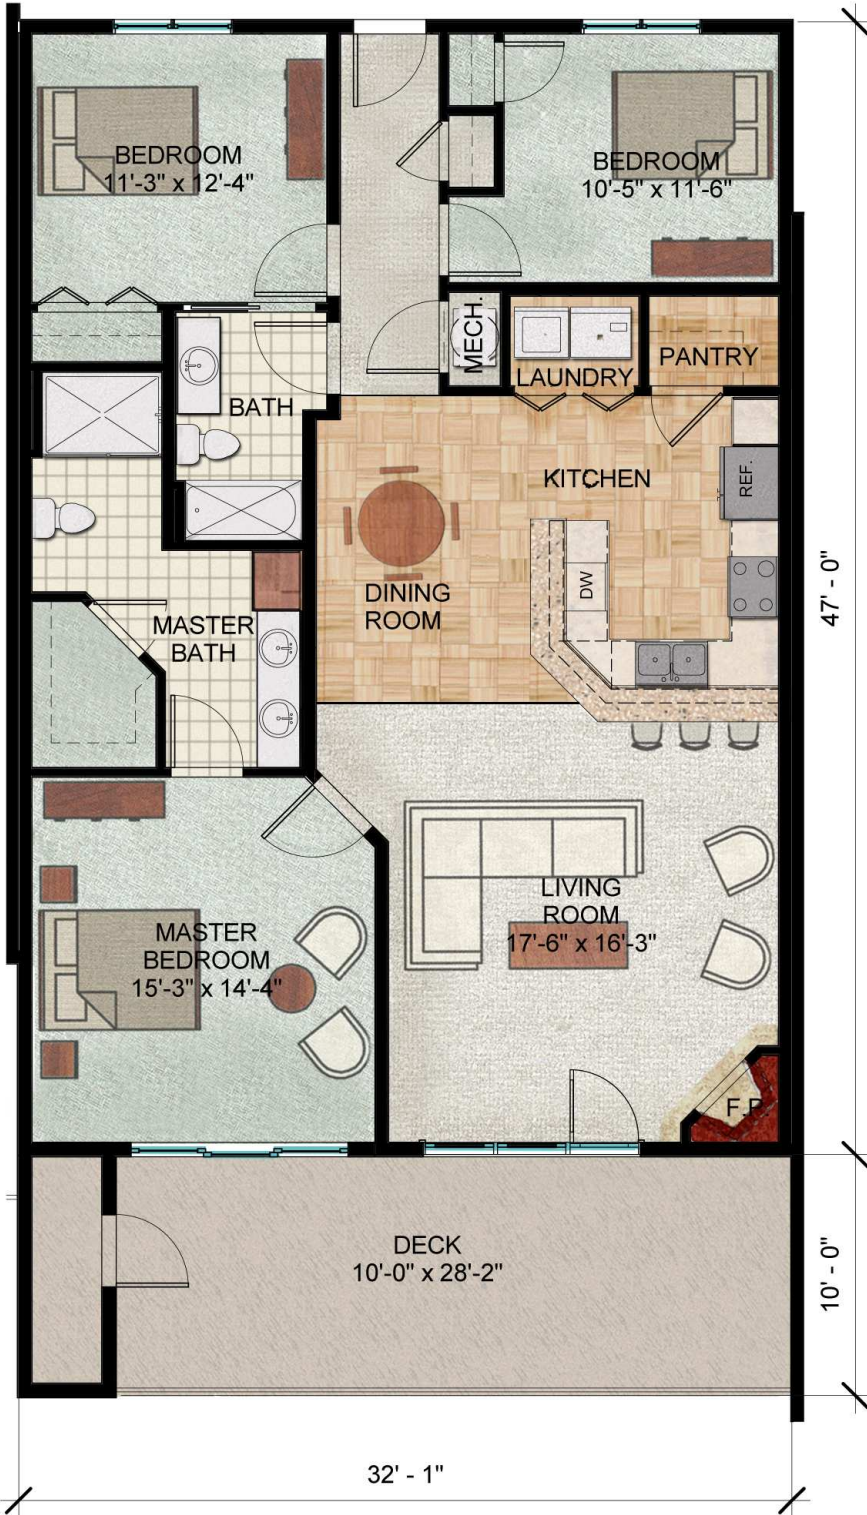 BEDROOM
11'-3" x 12'-4"
BEDROOM
10'-5" x 11'-6"
MECH.
LAUNDRY
PANTRY
BATH
KITCHEN
REF.
DW
DINING
ROOM
MASTER
BATH
47' - 0"
LIVING
ROOM
17'-6" x 16'-3"
MASTER
BEDROOM
15'-3" x 14'-4"
F.P.
DECK
10'-0" x 28'-2"
10' - 0"
32' - 1"